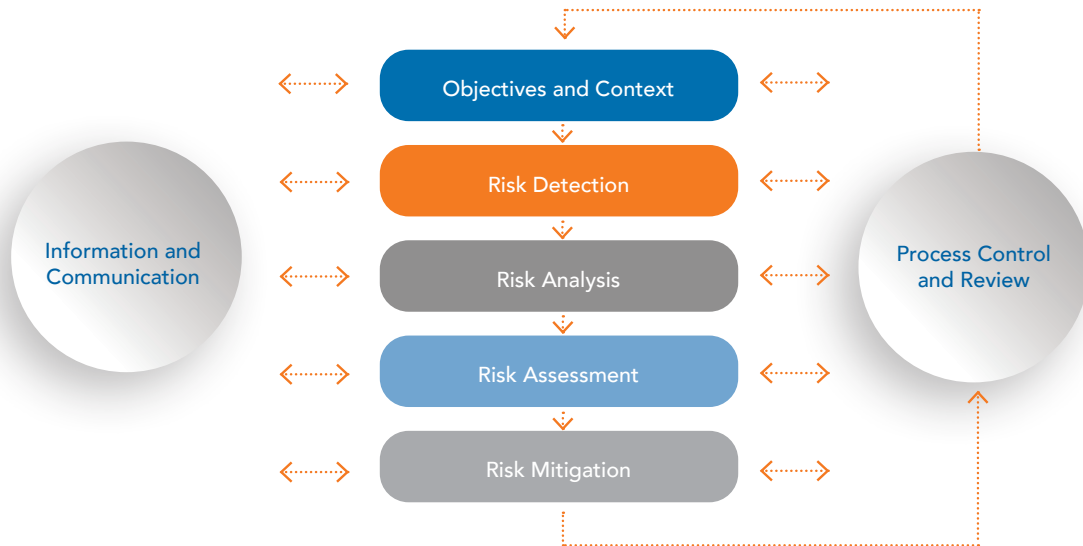 Objectives and Context
Risk Detection
Information and
Communication
Risk Analysis
Process Control
and Review
Risk Assessment
Risk Mitigation